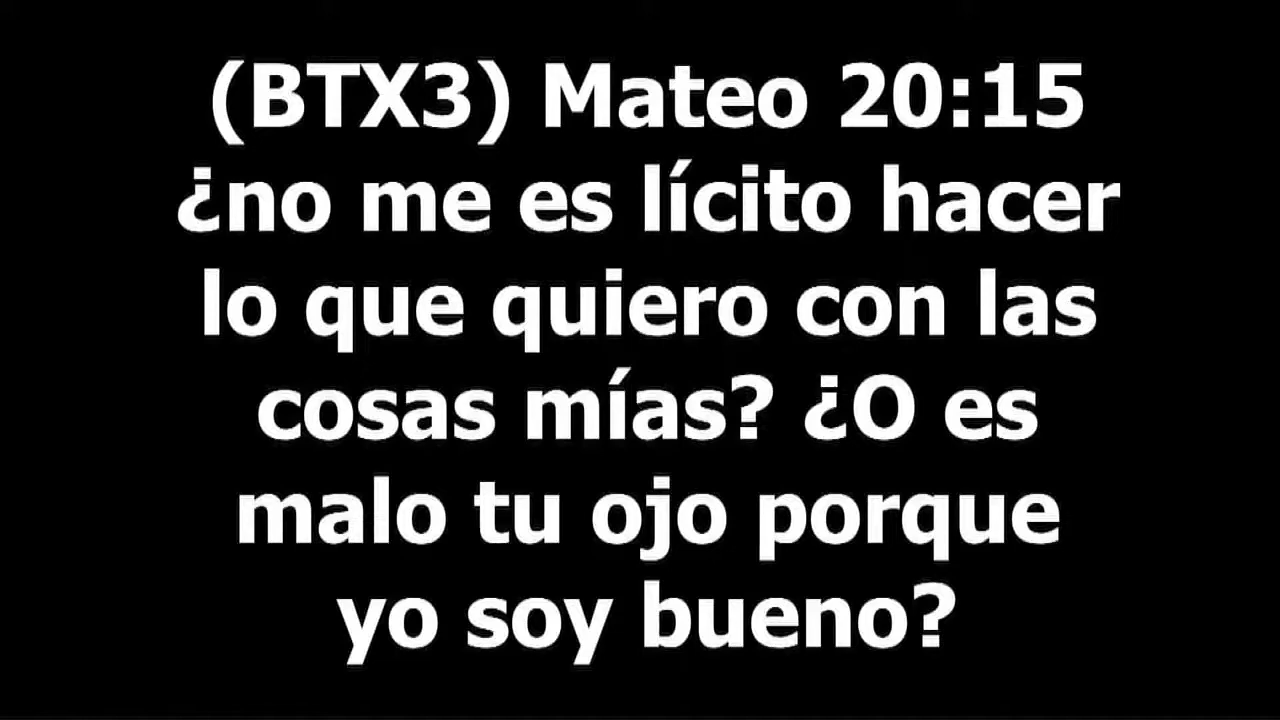 (BTX3) Mateo 20:15
¿no me es lícito hacer
lo que quiero con las
cosas mías? ¿O es
malo tu ojo porque
yo soy bueno?